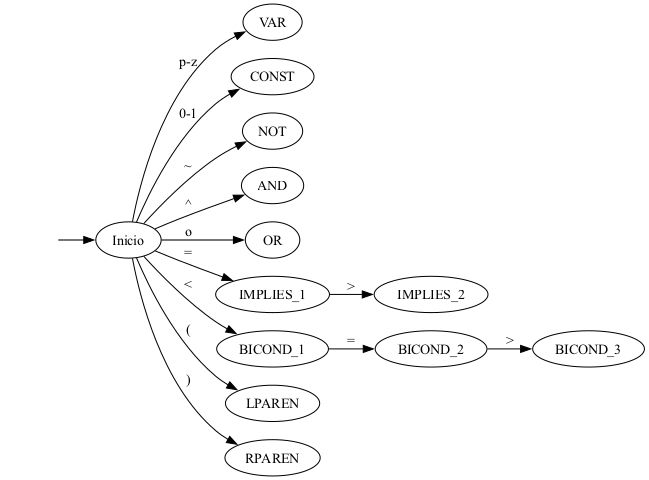 VAR
p-z
CONST
0-1
NOT
~
AND
^
Inicio
o
OR
=
IMPLIES_1
>
IMPLIES_2
<
BICOND_1
=
BICOND_2
>
BICOND_3
(
LPAREN
)
RPAREN